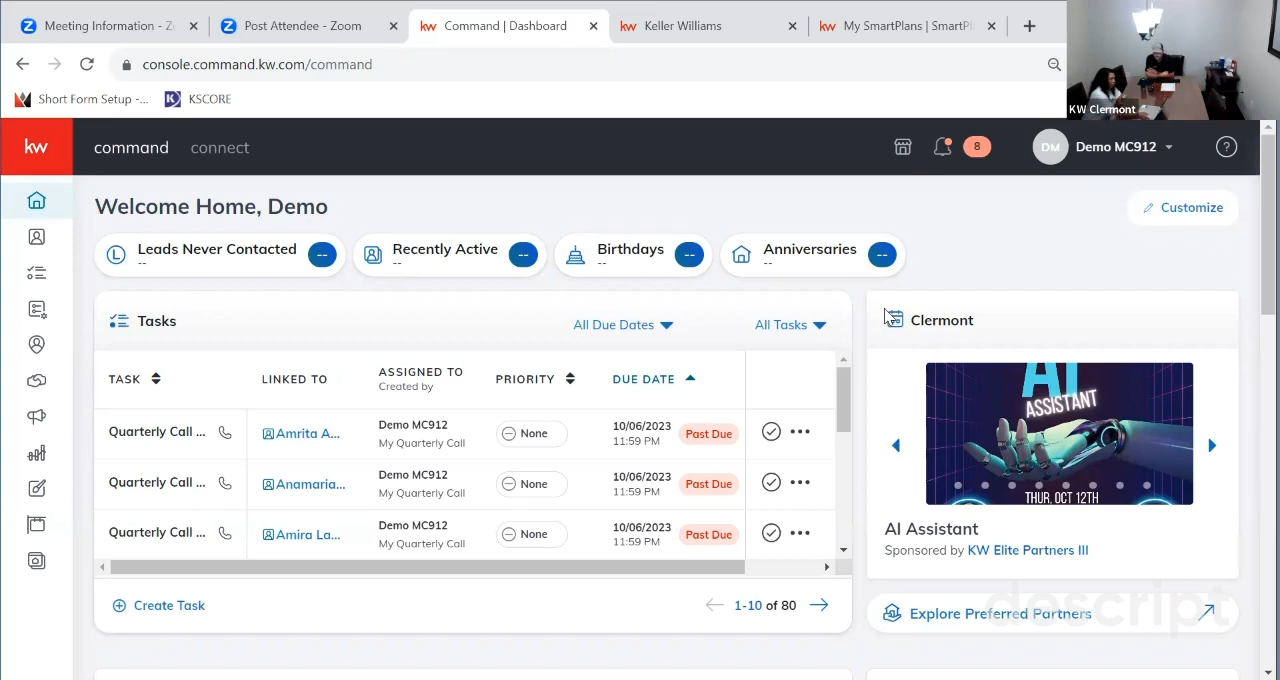 Meeting Information - Z
Post Attendee - Zoom
kw Command | Dashboard
kw Keller Williams
kw My SmartPlans | SmartPl
console.command.kw.com/command
Short Form Setup -...
KSCORE
KW Clermont
kw command connect
8
DM
Demo MC912
?
Welcome Home, Demo
Customize
Leads Never Contacted
--
--
Recently Active
--
--
Birthdays
--
--
Anniversaries
--
--
Tasks
All Due Dates
All Tasks
TASK
LINKED TO
ASSIGNED TO
Created by
PRIORITY
DUE DATE
Quarterly Call ...
Amrita A...
Demo MC912
My Quarterly Call
None
10/06/2023
11:59 PM
Past Due
Quarterly Call ...
Anamaria...
Demo MC912
My Quarterly Call
None
10/06/2023
11:59 PM
Past Due
Quarterly Call ...
Amira La...
Demo MC912
My Quarterly Call
None
10/06/2023
11:59 PM
Past Due
Create Task
1-10 of 80
Clermont
AI
ASSISTANT
THUR, OCT 12TH
AI Assistant
Sponsored by KW Elite Partners III
Explore Preferred Partners
descript